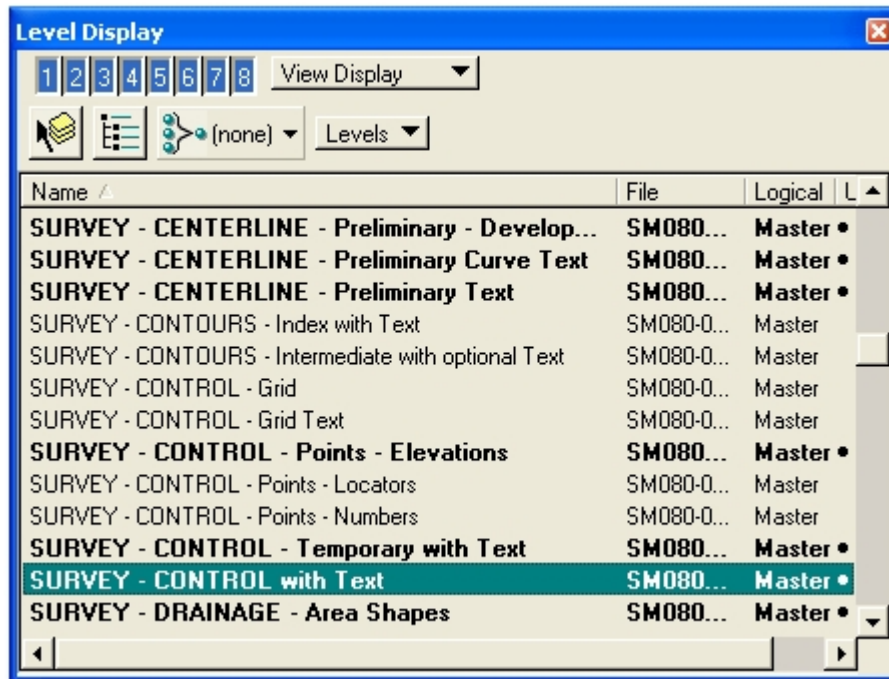 Level Display
1 2 3 4 5 6 7 8 View Display
(none) Levels
Name File Logical L
SURVEY - CENTERLINE - Preliminary - Develop... SM080... Master
SURVEY - CENTERLINE - Preliminary Curve Text SM080... Master
SURVEY - CENTERLINE - Preliminary Text SM080... Master
SURVEY - CONTOURS - Index with Text SM080-0... Master
SURVEY - CONTOURS - Intermediate with optional Text SM080-0... Master
SURVEY - CONTROL - Grid SM080-0... Master
SURVEY - CONTROL - Grid Text SM080-0... Master
SURVEY - CONTROL - Points - Elevations SM080... Master
SURVEY - CONTROL - Points - Locators SM080-0... Master
SURVEY - CONTROL - Points - Numbers SM080-0... Master
SURVEY - CONTROL - Temporary with Text SM080... Master
SURVEY - CONTROL with Text SM080... Master
SURVEY - DRAINAGE - Area Shapes SM080... Master